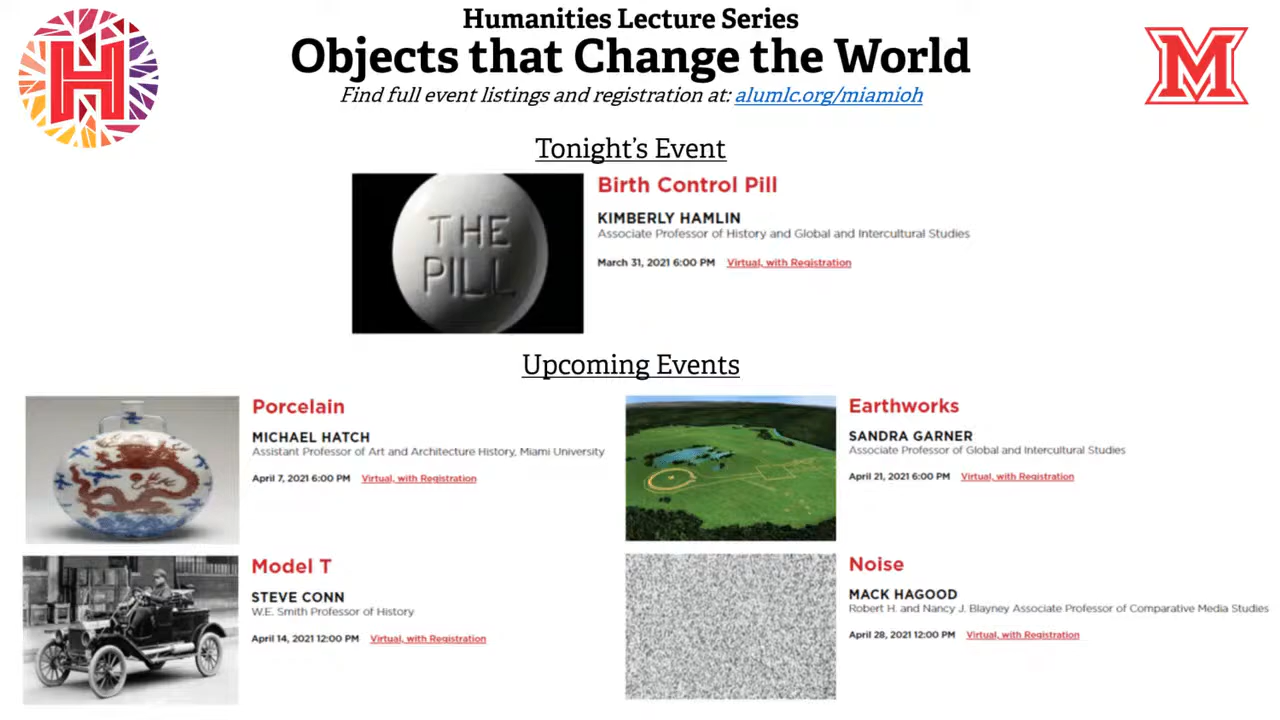 Humanities Lecture Series
Objects that Change the World
Find full event listings and registration at: alumlc.org/miamioh
H
M
Tonight's Event
THE
PILL
Birth Control Pill
KIMBERLY HAMLIN
Associate Professor of History and Global and Intercultural Studies
March 31, 2021 6:00 PM Virtual, with Registration
Upcoming Events
Porcelain
MICHAEL HATCH
Assistant Professor of Art and Architecture History, Miami University
April 7, 2021 6:00 PM Virtual, with Registration
Earthworks
SANDRA GARNER
Associate Professor of Global and Intercultural Studies
April 21, 2021 6:00 PM Virtual, with Registration
Model T
STEVE CONN
W.E. Smith Professor of History
April 14, 2021 12:00 PM Virtual, with Registration
Noise
MACK HAGOOD
Robert H. and Nancy J. Blayney Associate Professor of Comparative Media Studies
April 28, 2021 12:00 PM Virtual, with Registration